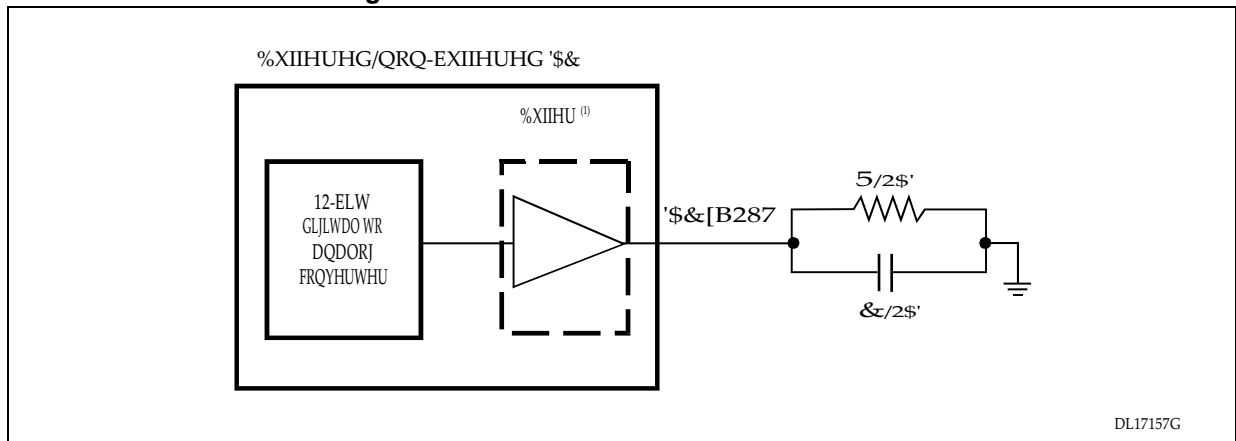 %XIIHUHG/QRQ-EXIIHUHG '$&
%XIIHU (1)
12-ELW
GLJLWDO WR
DQDORJ
FRQYHUWHU
'$&[B287
5/2$'
&/2$'
DL17157G